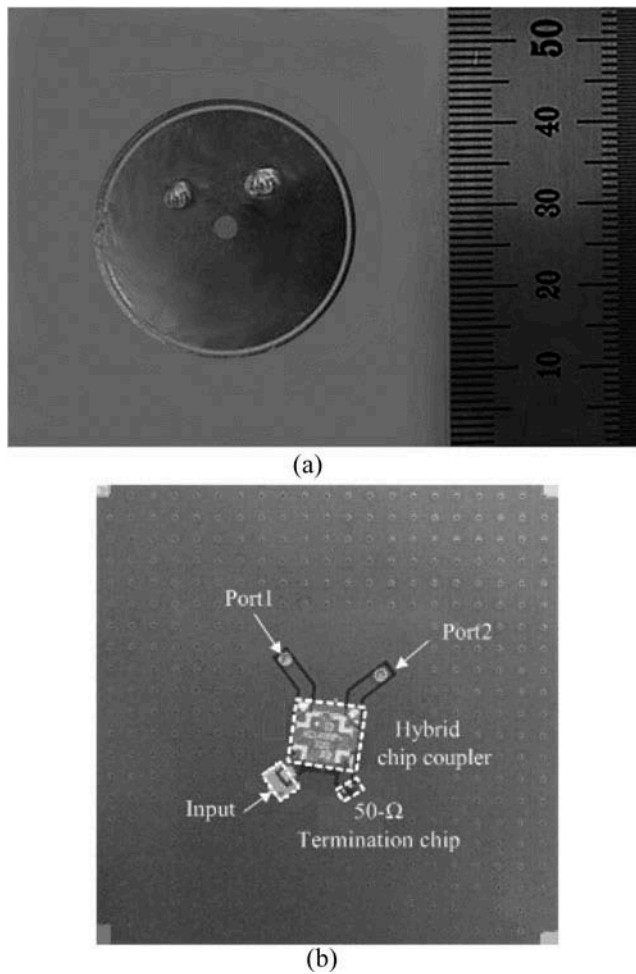 50
40
30
20
10
(a)
Port1
Port2
Hybrid
chip coupler
Input
50-Ω
Termination chip
(b)